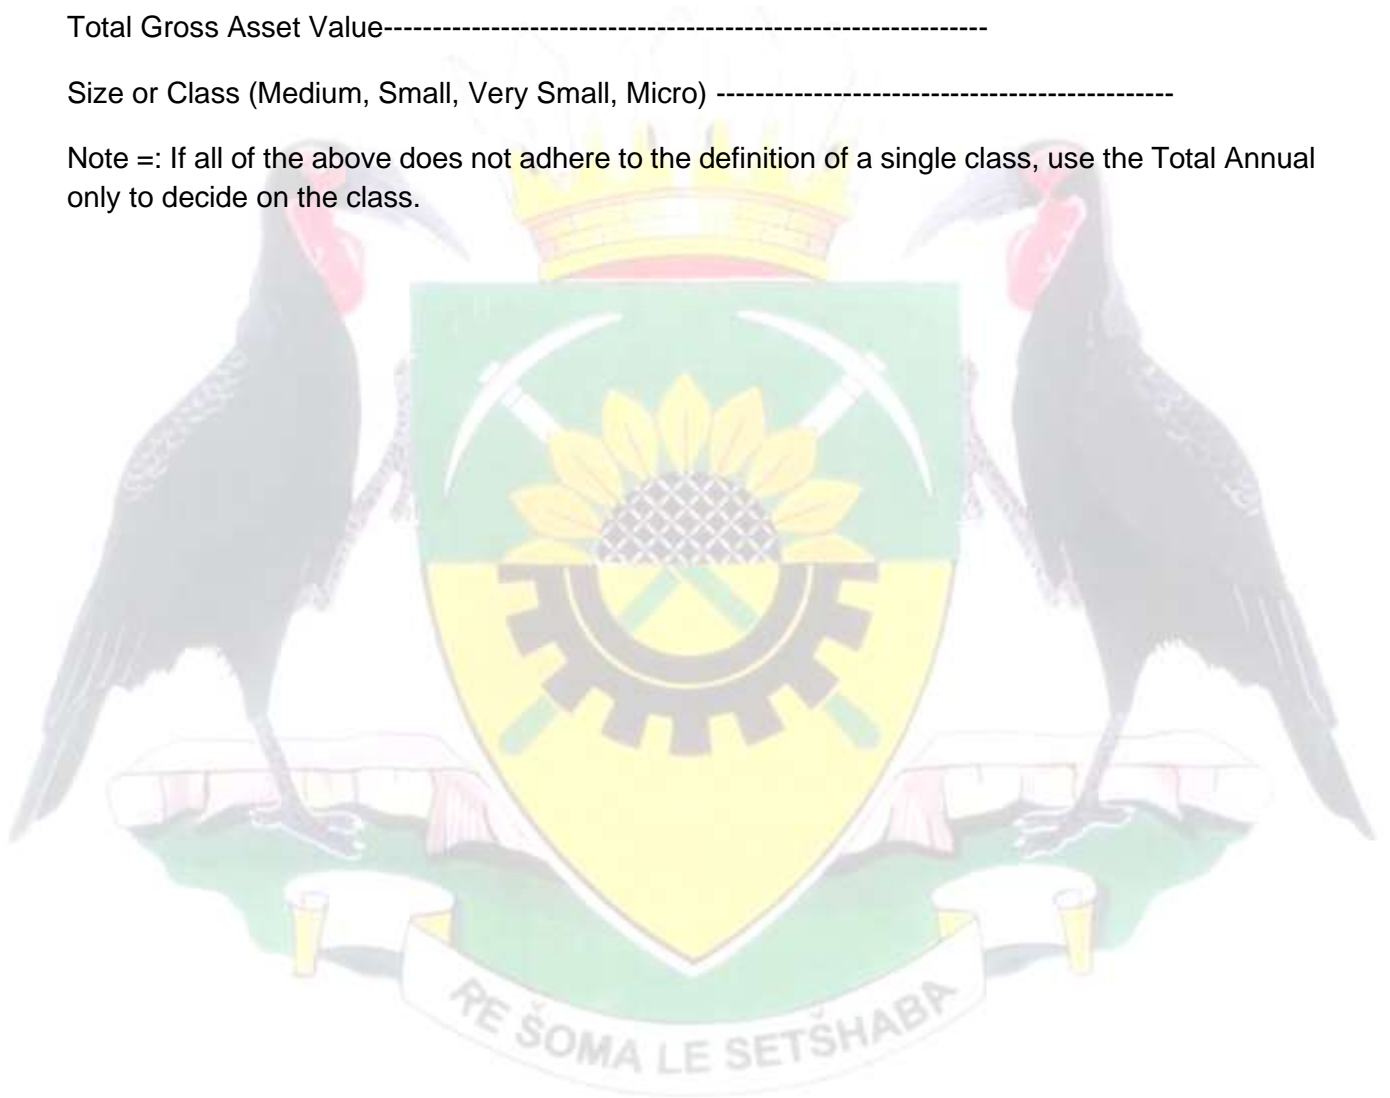 Total Gross Asset Value--------------------------------------------------------------
Size or Class (Medium, Small, Very Small, Micro) -----------------------------------------------
Note =: If all of the above does not adhere to the definition of a single class, use the Total Annual
only to decide on the class.
RE ŠOMA LE SETŠHABA